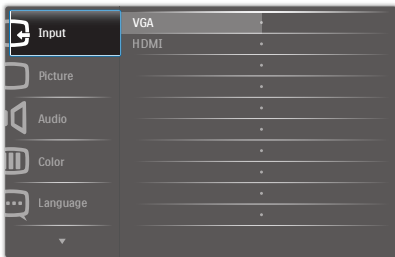 Input
VGA
HDMI
Picture
Audio
Color
Language